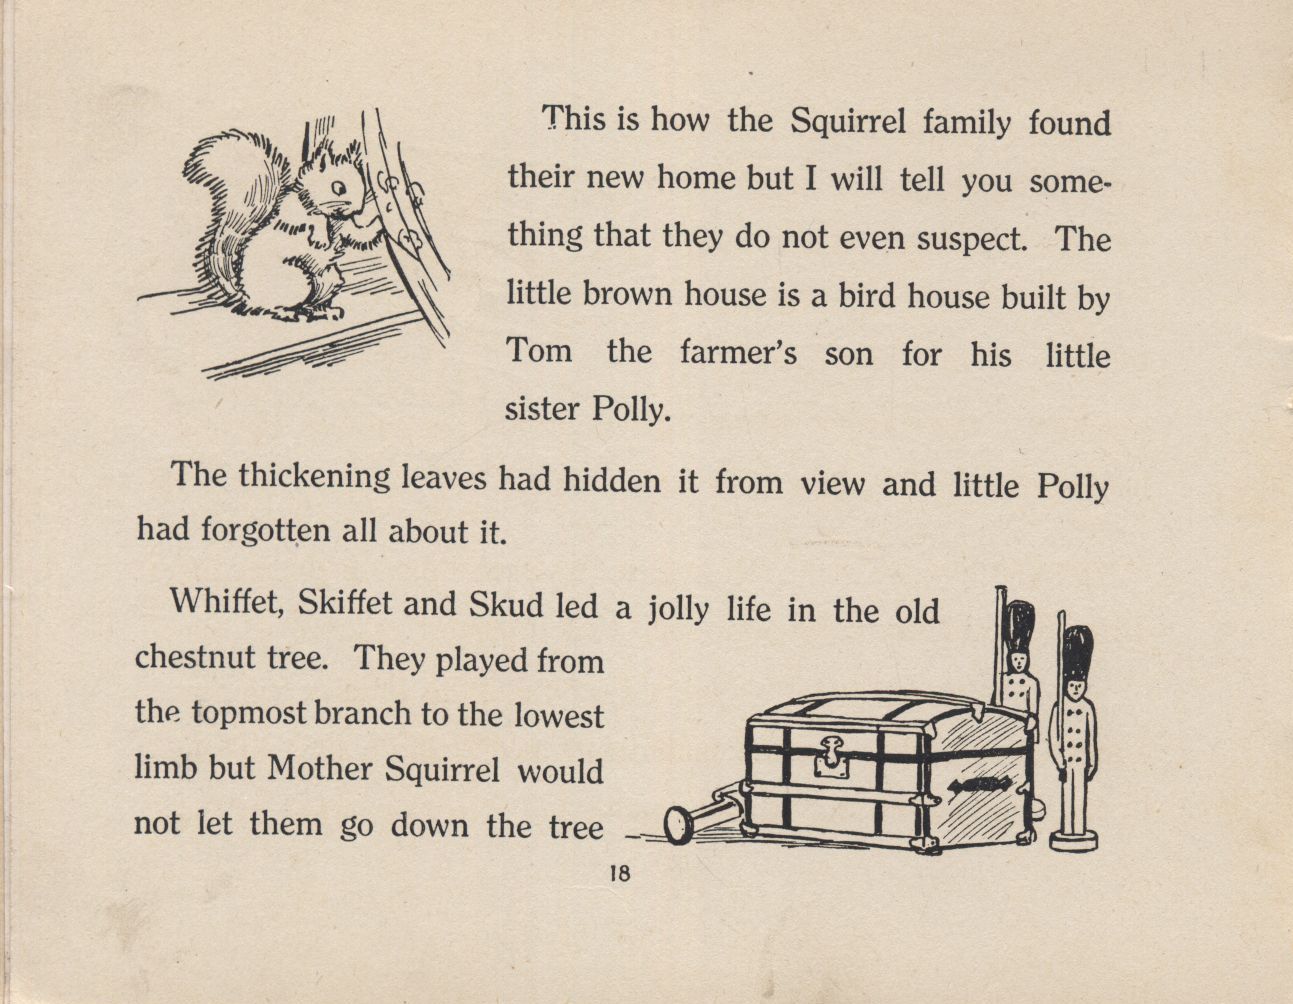 This is how the Squirrel family found
their new home but I will tell you some-
thing that they do not even suspect. The
little brown house is a bird house built by
Tom the farmer's son for his little
sister Polly.
The thickening leaves had hidden it from view and little Polly
had forgotten all about it.
Whiffet, Skiffet and Skud led a jolly life in the old
chestnut tree. They played from
the topmost branch to the lowest
limb but Mother Squirrel would
not let them go down the tree
18